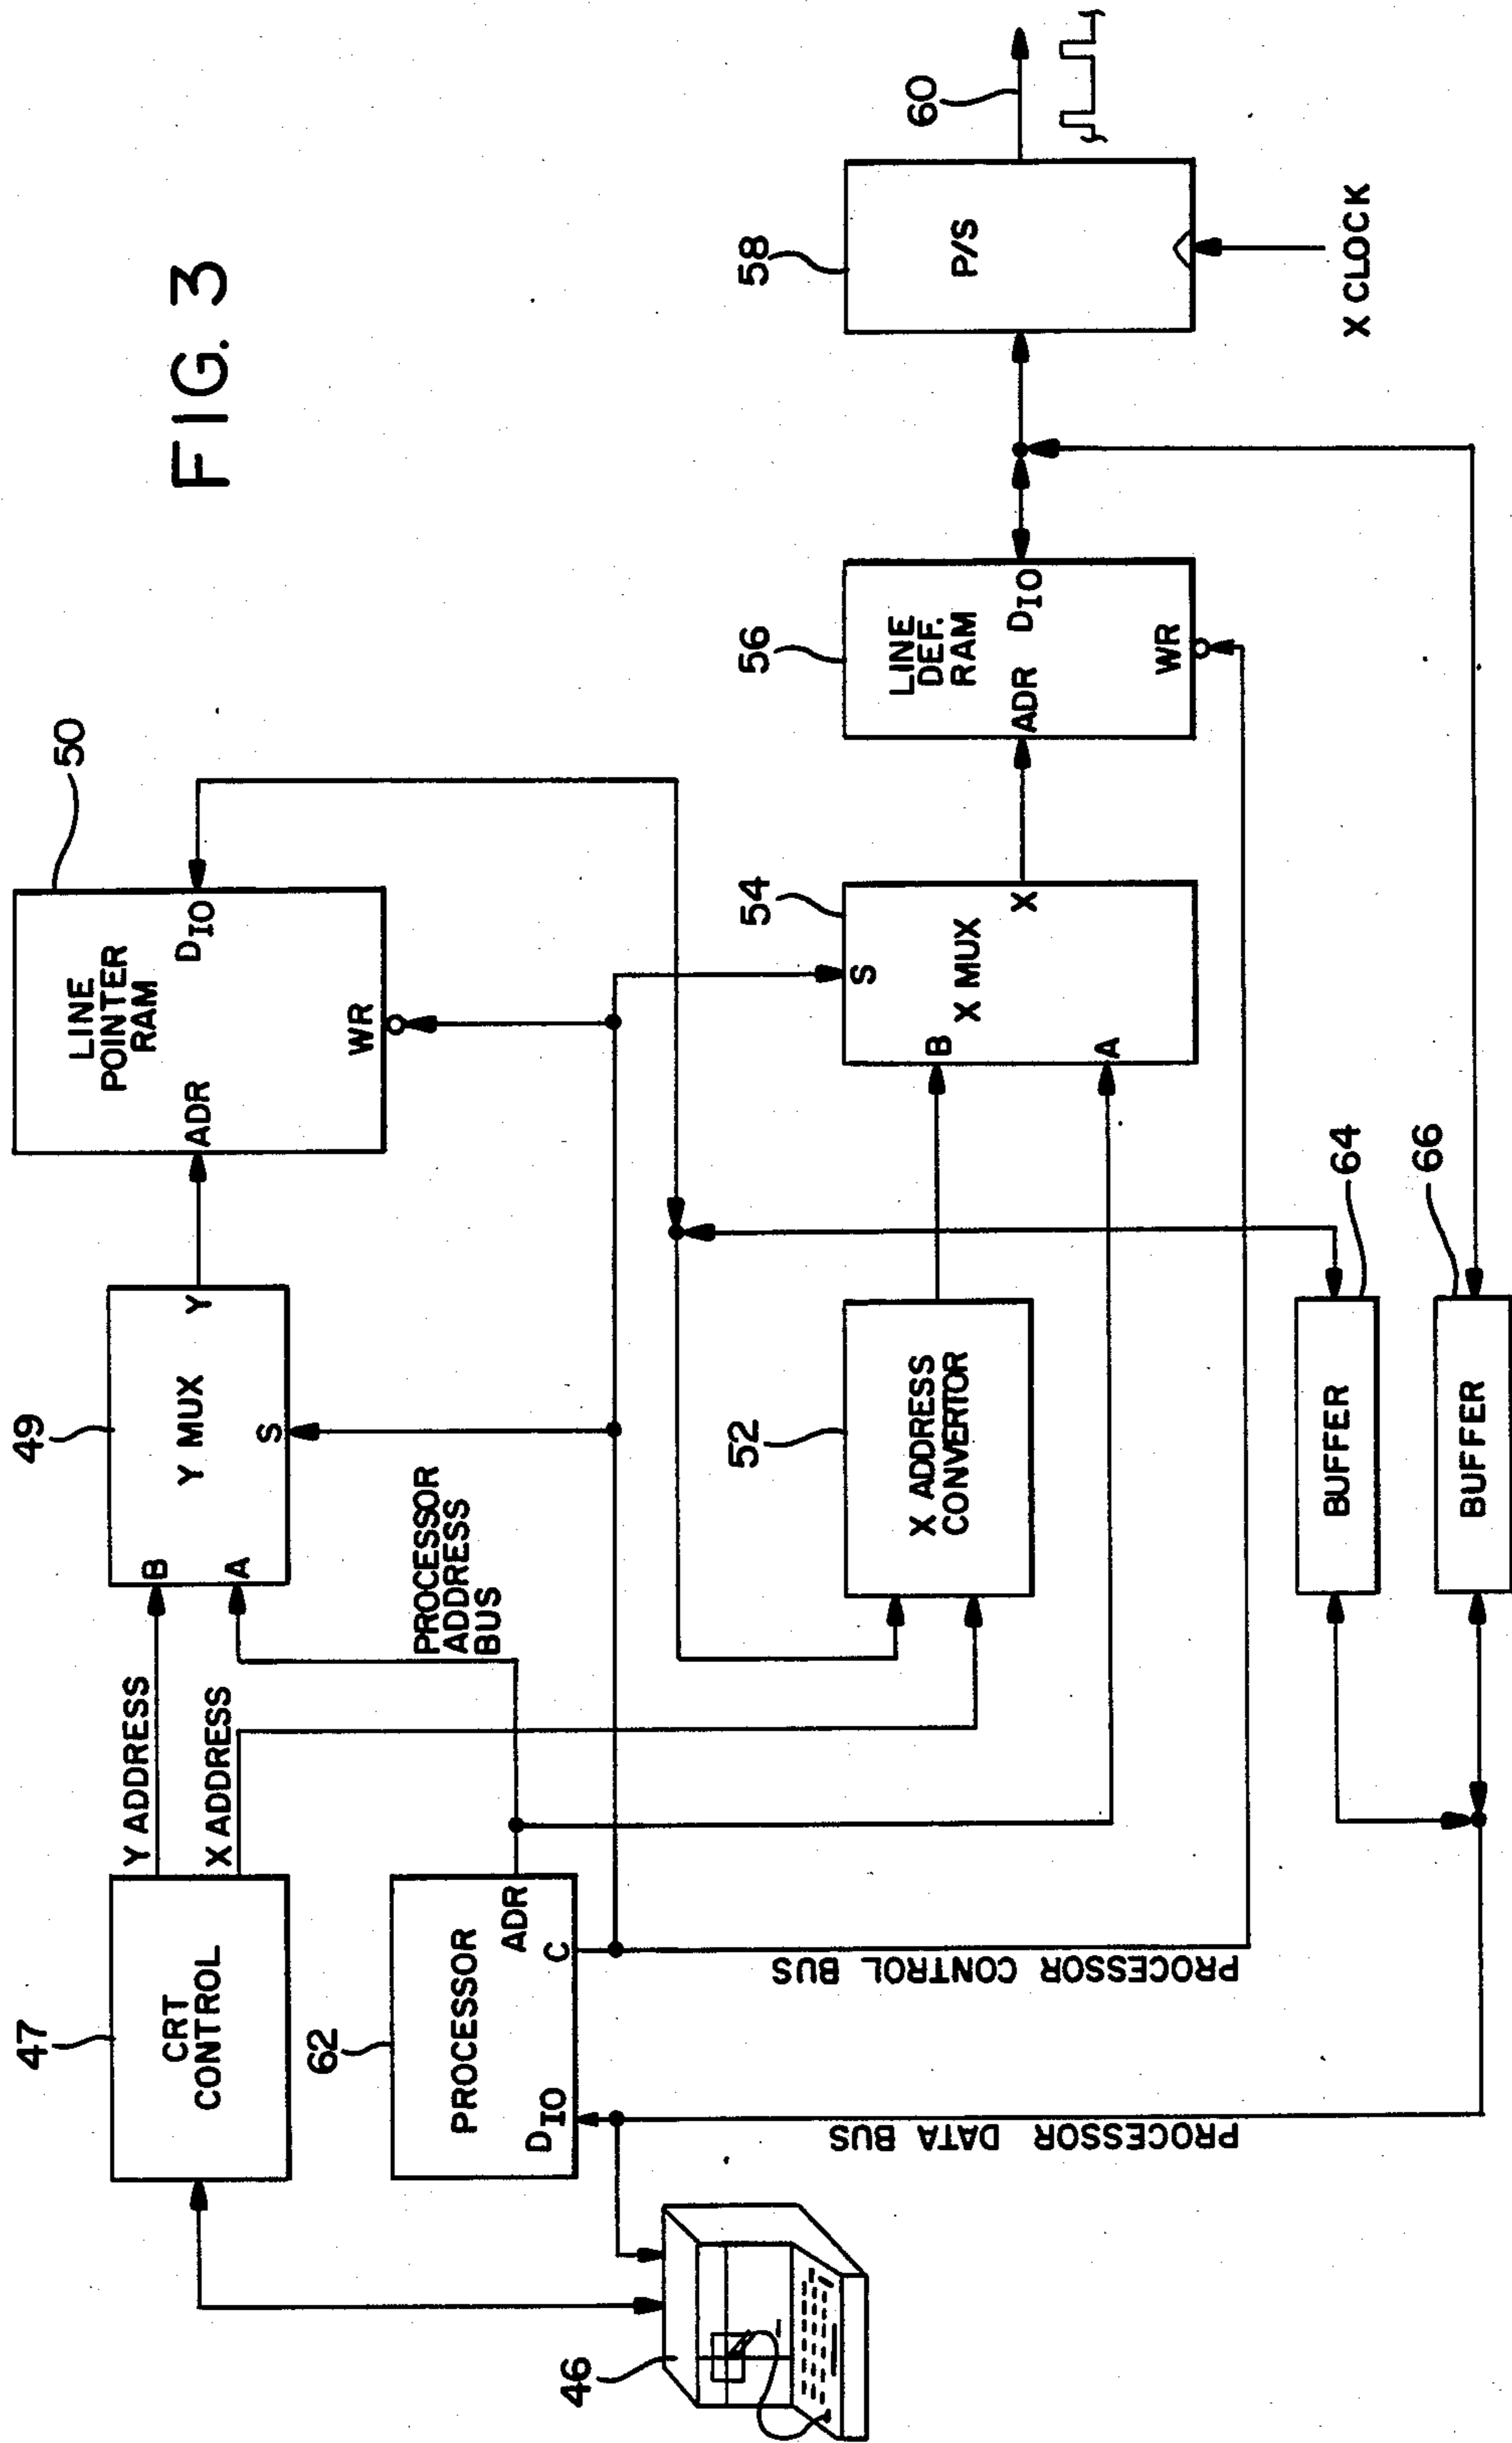 FIG. 3
47
CRT
CONTROL
Y ADDRESS
X ADDRESS
49
B
A
Y MUX
Y
S
50
LINE
POINTER
RAM
ADR
DIO
WR
62
PROCESSOR
ADR
C
DIO
PROCESSOR
ADDRESS
BUS
PROCESSOR CONTROL BUS
PROCESSOR DATA BUS
46
52
X ADDRESS
CONVERTOR
54
S
B
A
X MUX
X
56
LINE
DEF.
RAM
ADR
DIO
WR
58
P/S
60
X CLOCK
64
BUFFER
66
BUFFER